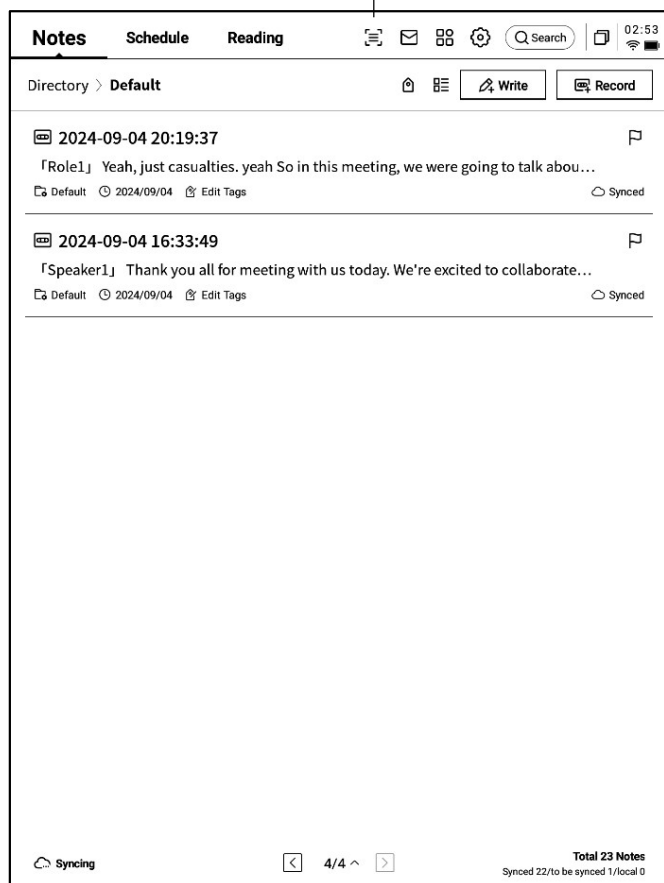 Notes Schedule Reading Search 02:53
Directory > Default Write Record
2024-09-04 20:19:37
「Role1」 Yeah, just casualties. yeah So in this meeting, we were going to talk abou...
Default 2024/09/04 Edit Tags Synced
2024-09-04 16:33:49
「Speaker1」 Thank you all for meeting with us today. We're excited to collaborate...
Default 2024/09/04 Edit Tags Synced
Syncing 4/4 Total 23 Notes
Synced 22/to be synced 1/local 0